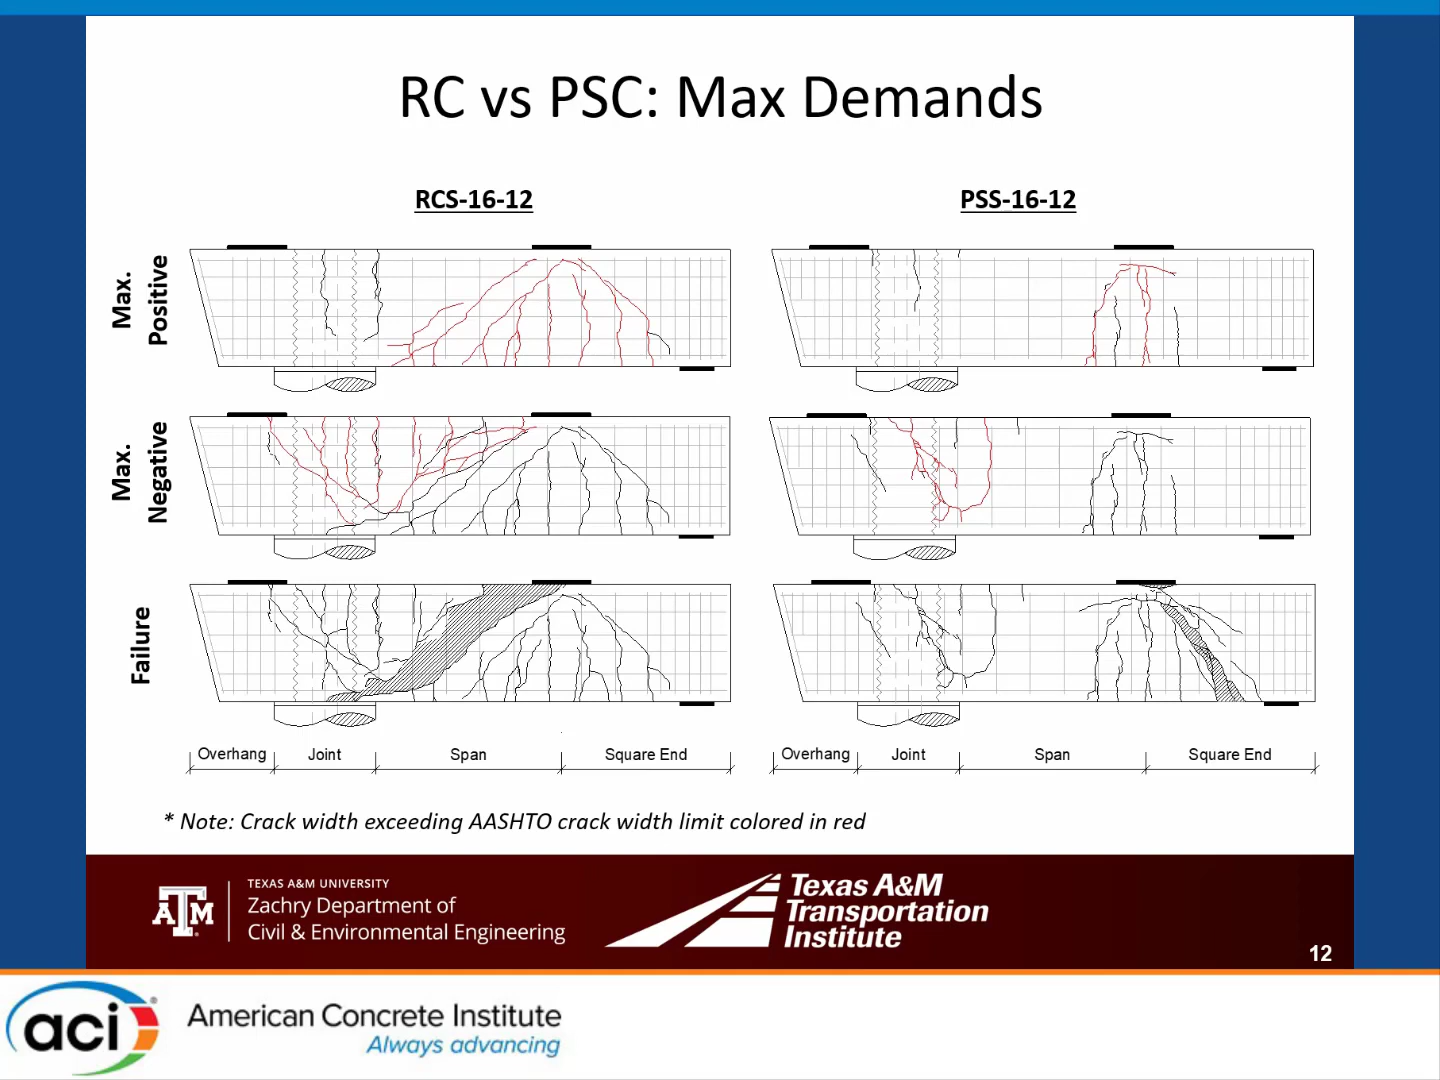 RC vs PSC: Max Demands
RCS-16-12
PSS-16-12
Max.
Positive
Max.
Negative
Failure
Overhang
Joint
Span
Square End
Overhang
Joint
Span
Square End
* Note: Crack width exceeding AASHTO crack width limit colored in red
TEXAS A&M UNIVERSITY
Zachry Department of
Civil & Environmental Engineering
ATM
Texas A&M
Transportation
Institute
12
aci
American Concrete Institute
Always advancing